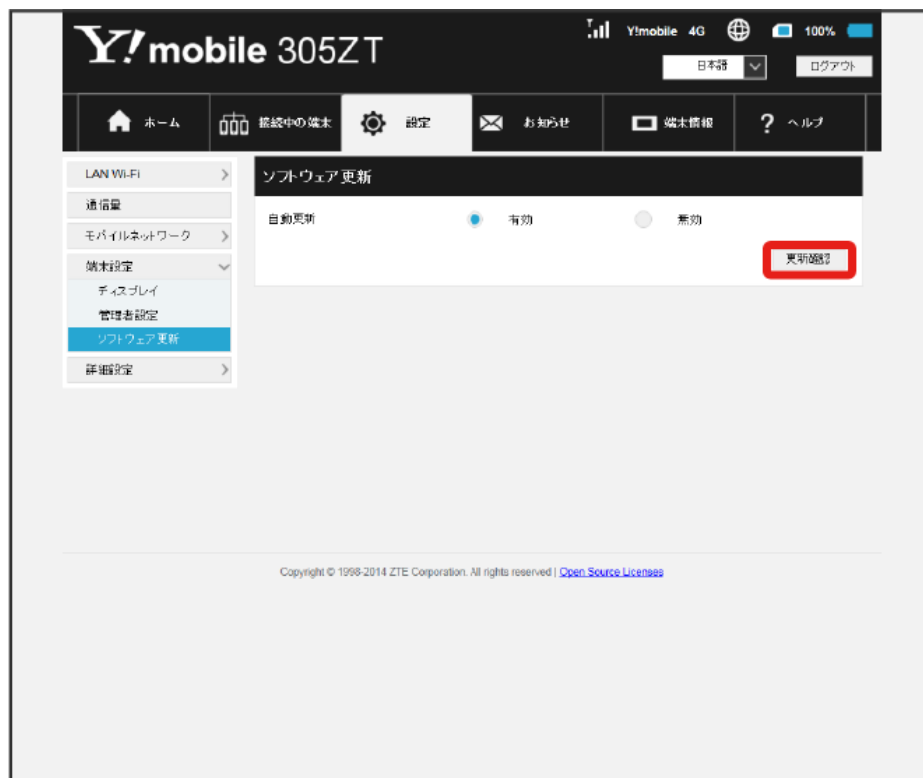 Y!mobile 305ZT
Y!mobile 4G 100%
日本語 ログアウト
ホーム 接続中の端末 設定 お知らせ 端末情報 ? ヘルプ
LAN Wi-Fi
通信量
モバイルネットワーク
端末設定
ディスプレイ
管理者設定
ソフトウェア更新
詳細設定
ソフトウェア更新
自動更新 有効 無効
更新確認
Copyright © 1998-2014 ZTE Corporation. All rights reserved | Open Source Licenses